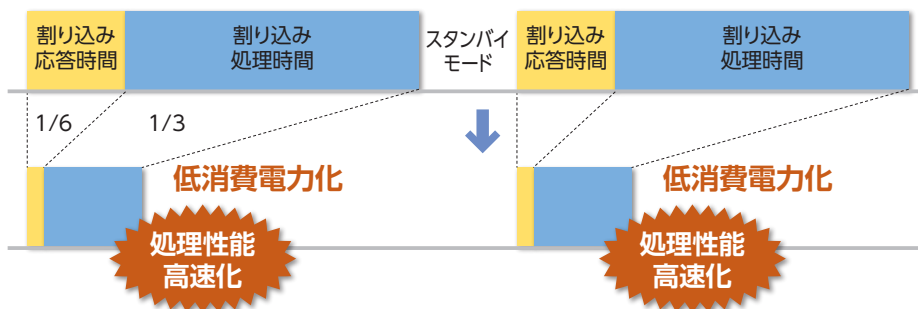 割り込み
応答時間
割り込み
処理時間
スタンバイ
モード
割り込み
応答時間
割り込み
処理時間
1/6
1/3
低消費電力化
処理性能
高速化
低消費電力化
処理性能
高速化